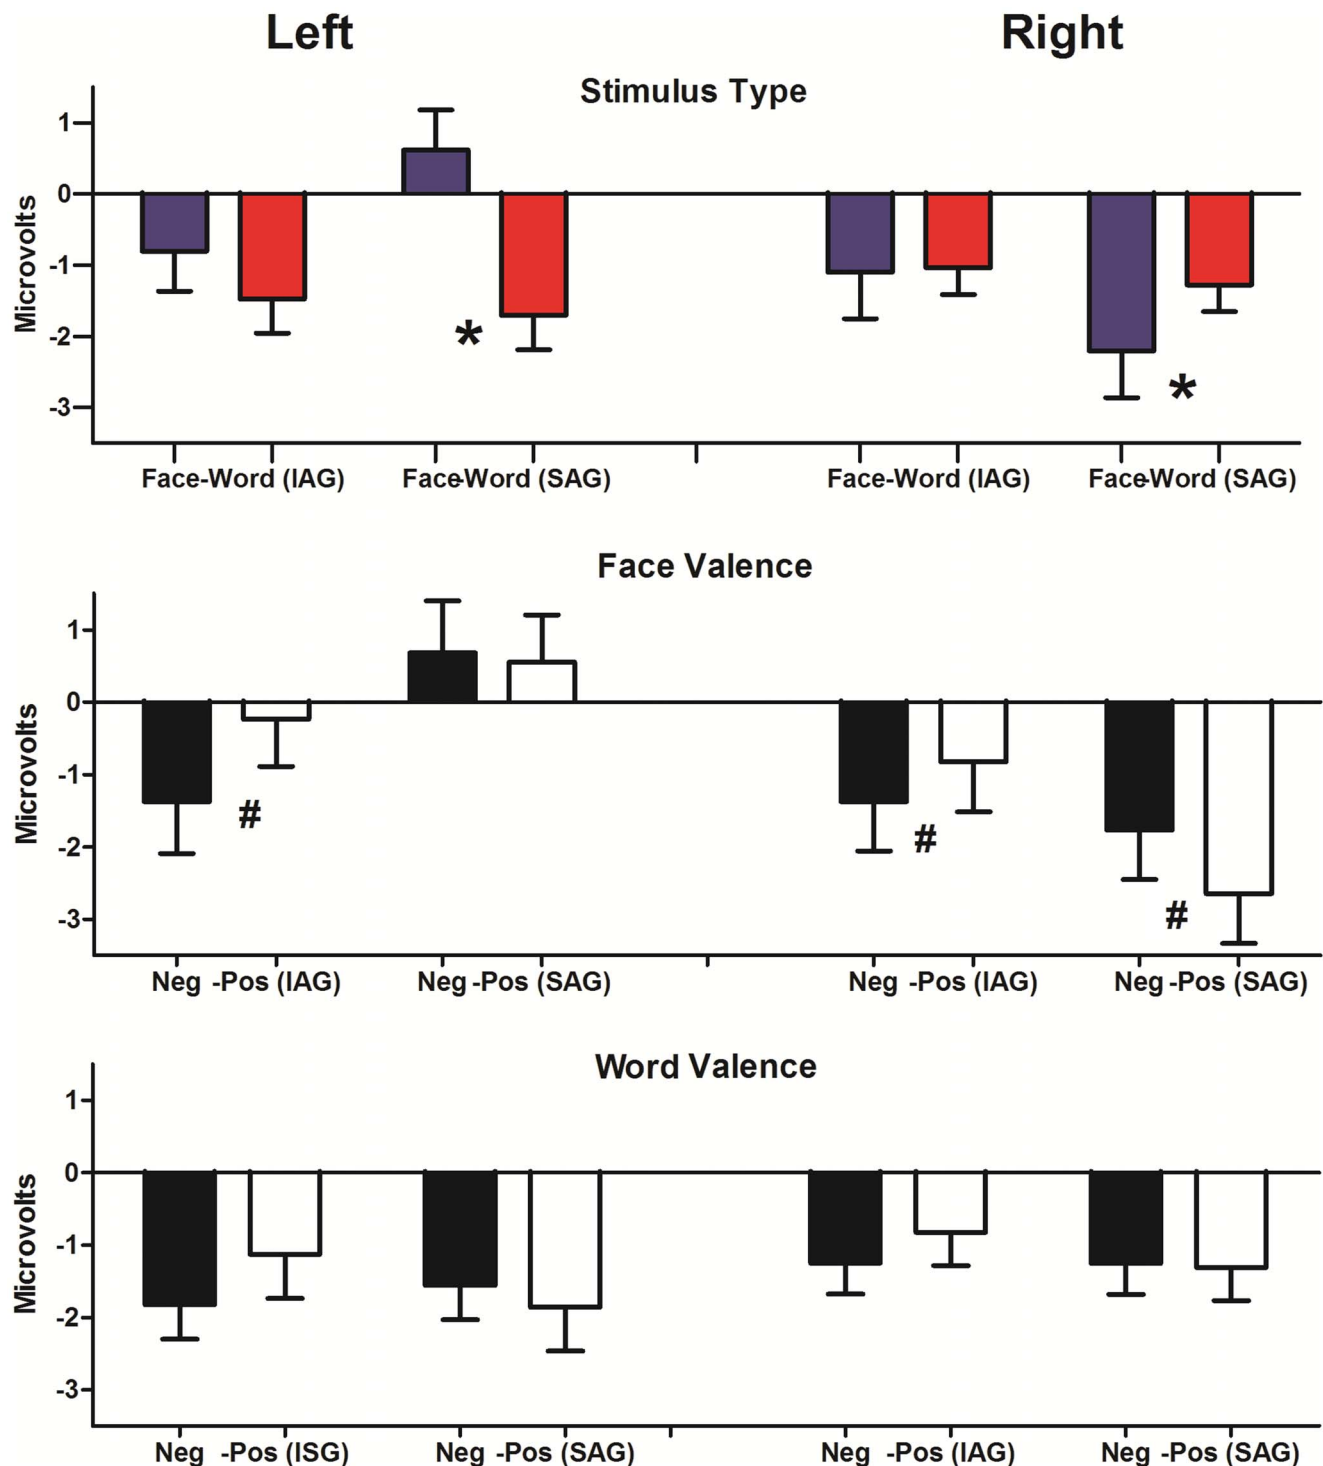 Left Right
Stimulus Type
Microvolts
1
0
-1
-2
-3
*
*
Face-Word (IAG) Face-Word (SAG) Face-Word (IAG) Face-Word (SAG)
Face Valence
Microvolts
1
0
-1
-2
-3
#
#
#
Neg -Pos (IAG) Neg -Pos (SAG) Neg -Pos (IAG) Neg -Pos (SAG)
Word Valence
Microvolts
1
0
-1
-2
-3
Neg -Pos (ISG) Neg -Pos (SAG) Neg -Pos (IAG) Neg -Pos (SAG)